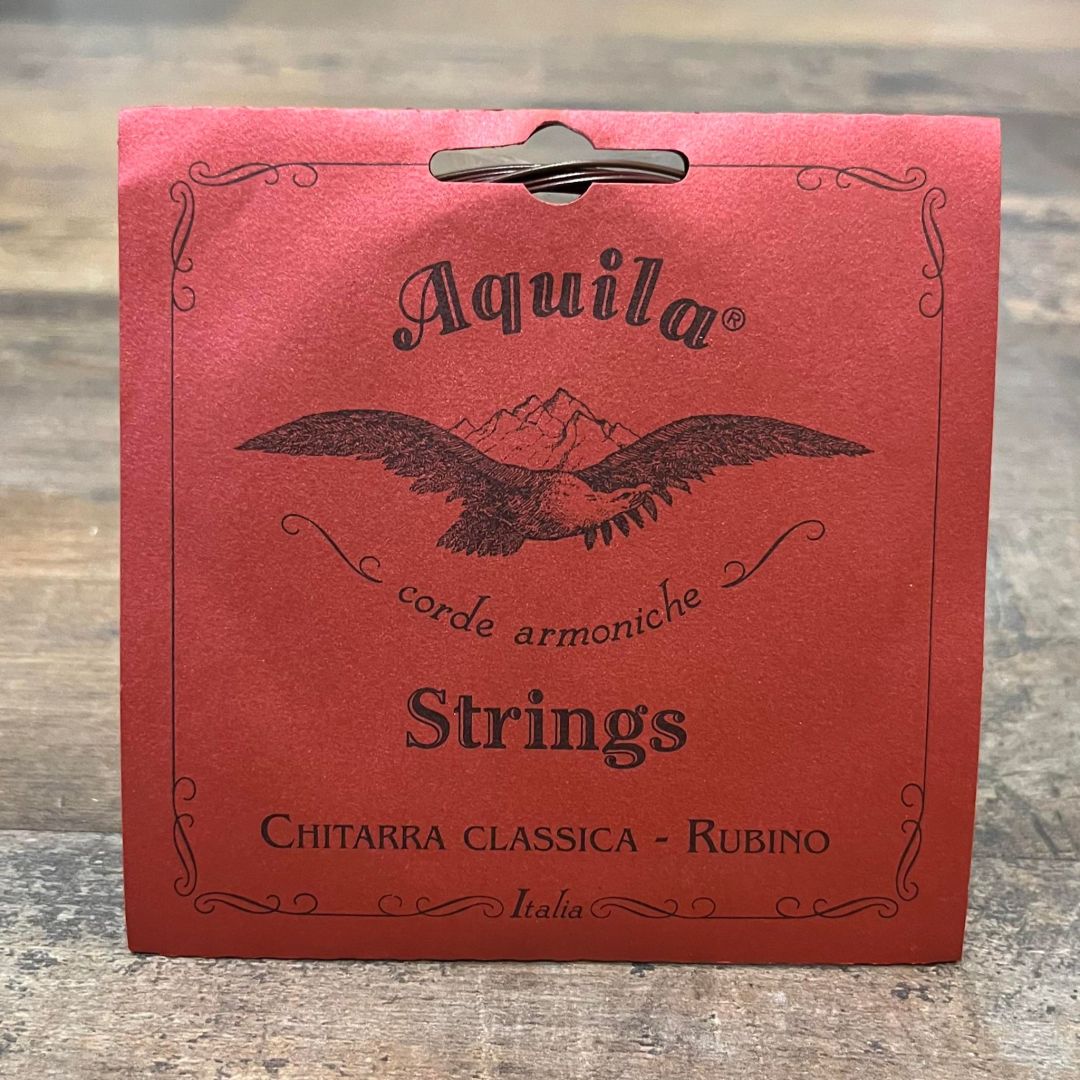 Aquila®
corde armoniche
Strings
CHITARRA CLASSICA - RUBINO
Italia